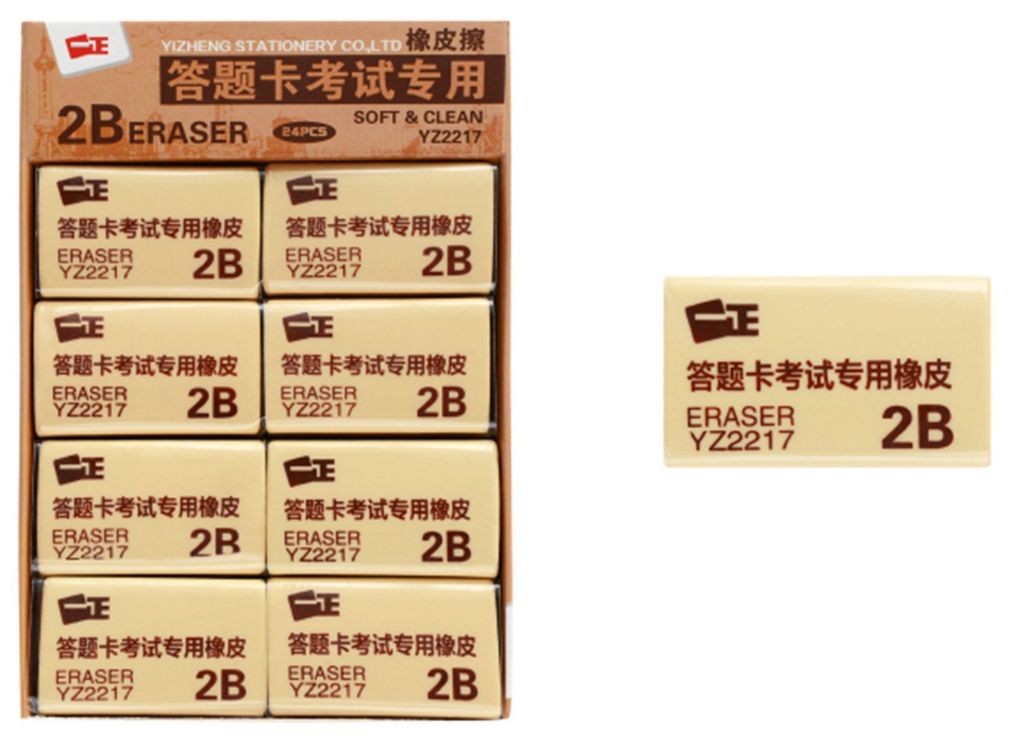 一正
YIZHENG STATIONERY CO.,LTD 橡皮擦
答题卡考试专用
2B ERASER 24PCS SOFT & CLEAN
YZ2217
一正
答题卡考试专用橡皮
ERASER
YZ2217 2B
一正
答题卡考试专用橡皮
ERASER
YZ2217 2B
一正
答题卡考试专用橡皮
ERASER
YZ2217 2B
一正
答题卡考试专用橡皮
ERASER
YZ2217 2B
一正
答题卡考试专用橡皮
ERASER
YZ2217 2B
一正
答题卡考试专用橡皮
ERASER
YZ2217 2B
一正
答题卡考试专用橡皮
ERASER
YZ2217 2B
一正
答题卡考试专用橡皮
ERASER
YZ2217 2B
一正
答题卡考试专用橡皮
ERASER
YZ2217 2B